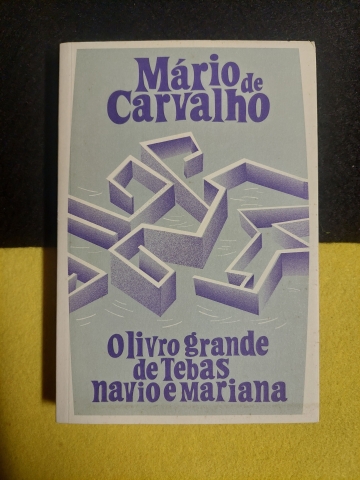 Mário de
Carvalho
O livro grande
de Tebas
navio e Mariana